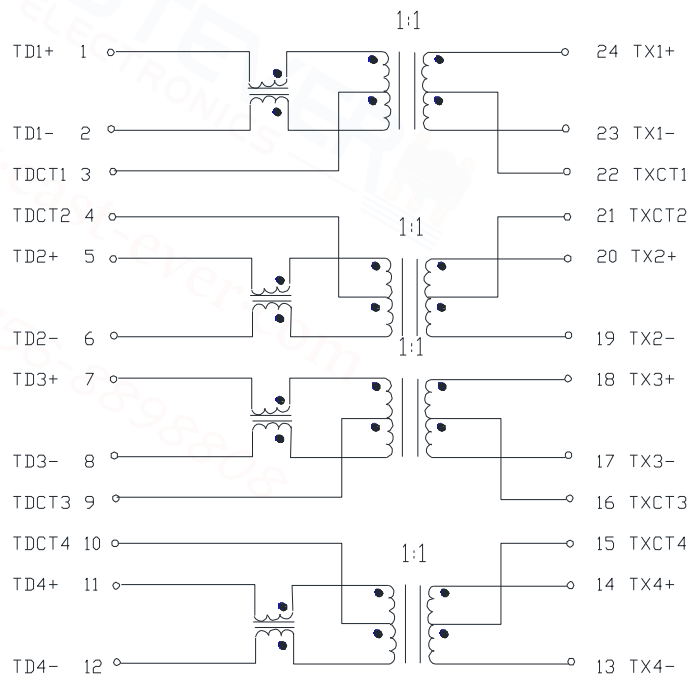 1:1
TD1+ 1 24 TX1+
TD1- 2 23 TX1-
TDCT1 3 22 TXCT1
TDCT2 4 21 TXCT2
1:1
TD2+ 5 20 TX2+
TD2- 6 19 TX2-
1:1
TD3+ 7 18 TX3+
TD3- 8 17 TX3-
TDCT3 9 16 TXCT3
TDCT4 10 15 TXCT4
1:1
TD4+ 11 14 TX4+
TD4- 12 13 TX4-
ELECTRONICS